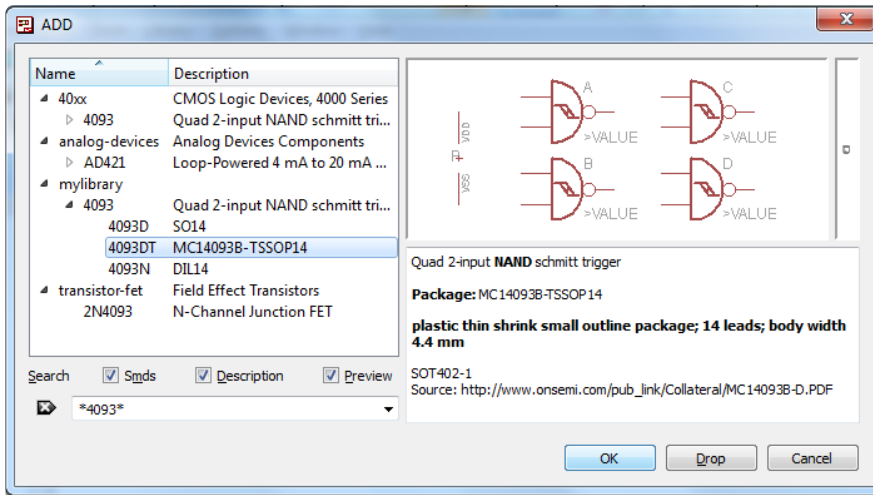 ADD
Name Description
40xx CMOS Logic Devices, 4000 Series
4093 Quad 2-input NAND schmitt tri...
analog-devices Analog Devices Components
AD421 Loop-Powered 4 mA to 20 mA ...
mylibrary
4093 Quad 2-input NAND schmitt tri...
4093D SO14
4093DT MC14093B-TSSOP14
4093N DIL14
transistor-fet Field Effect Transistors
2N4093 N-Channel Junction FET
Search Smds Description Preview
*4093*
A
>VALUE
C
>VALUE
VDD
P
VSS
B
>VALUE
D
>VALUE
Quad 2-input NAND schmitt trigger
Package: MC14093B-TSSOP14
plastic thin shrink small outline package; 14 leads; body width
4.4 mm
SOT402-1
Source: http://www.onsemi.com/pub_link/Collateral/MC14093B-D.PDF
OK Drop Cancel